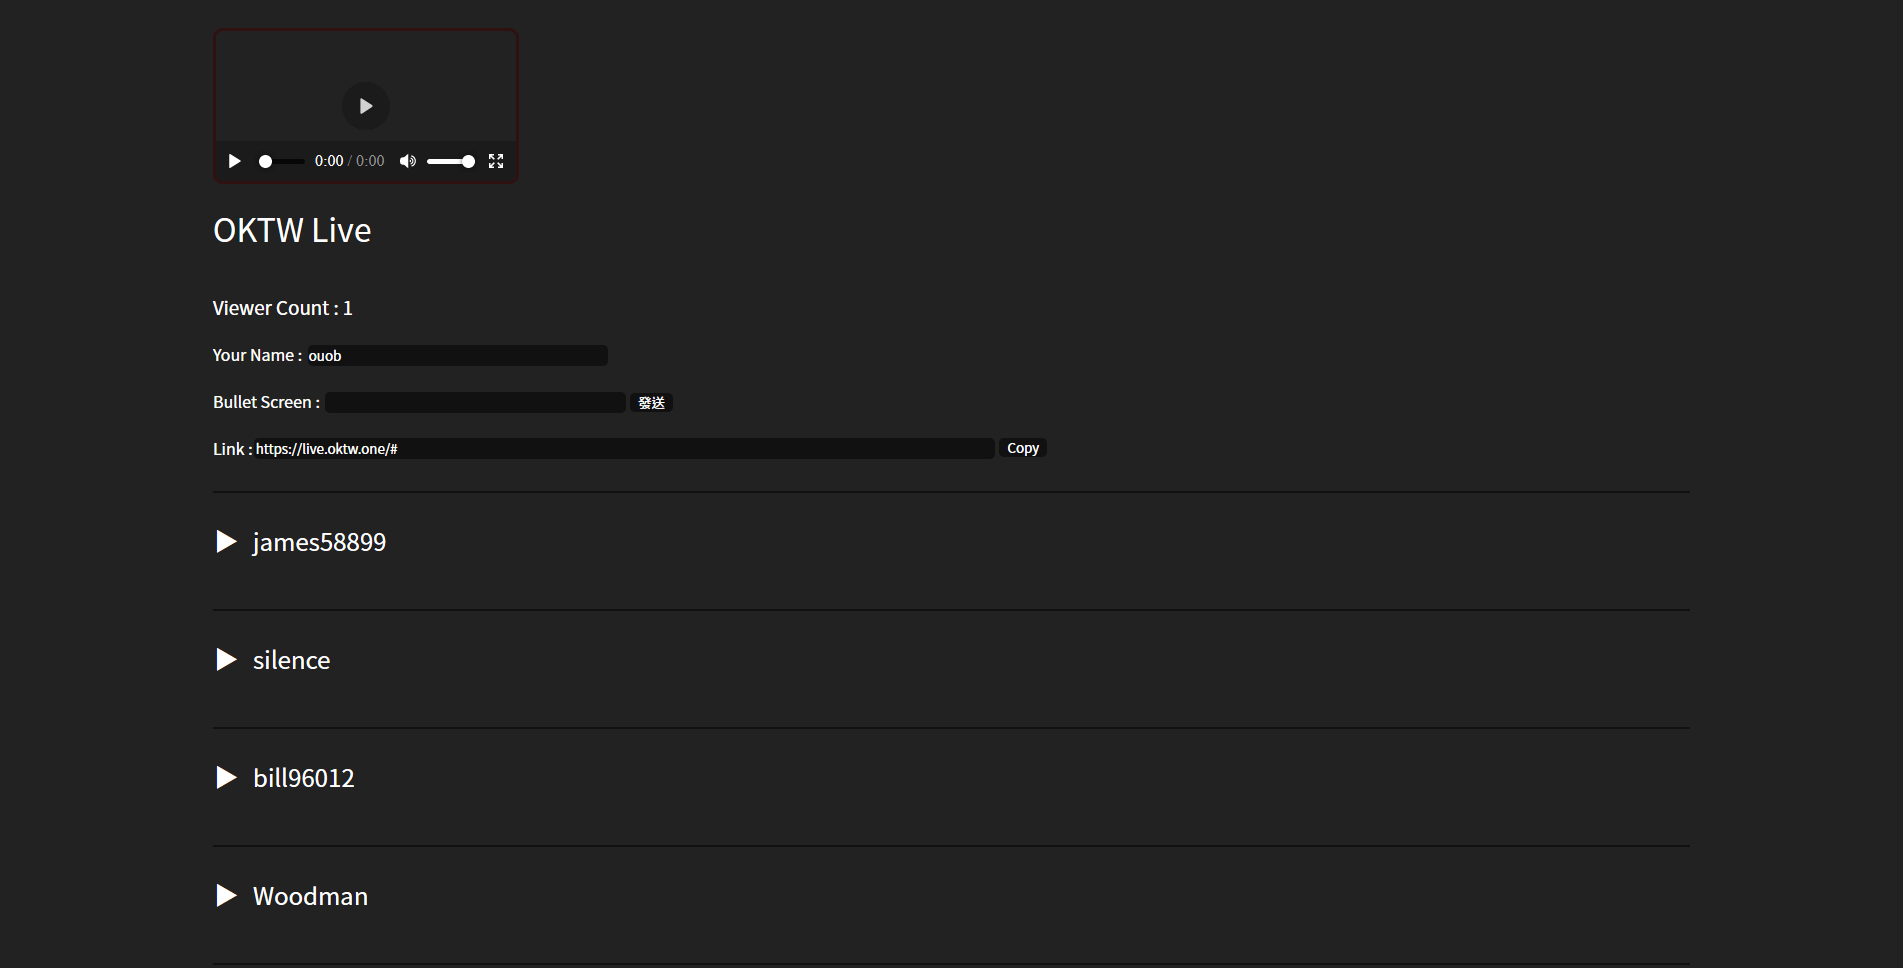 0:00 / 0:00
OKTW Live
Viewer Count : 1
Your Name : ouob
Bullet Screen : 發送
Link : https://live.oktw.one/# Copy
james58899
silence
bill96012
Woodman